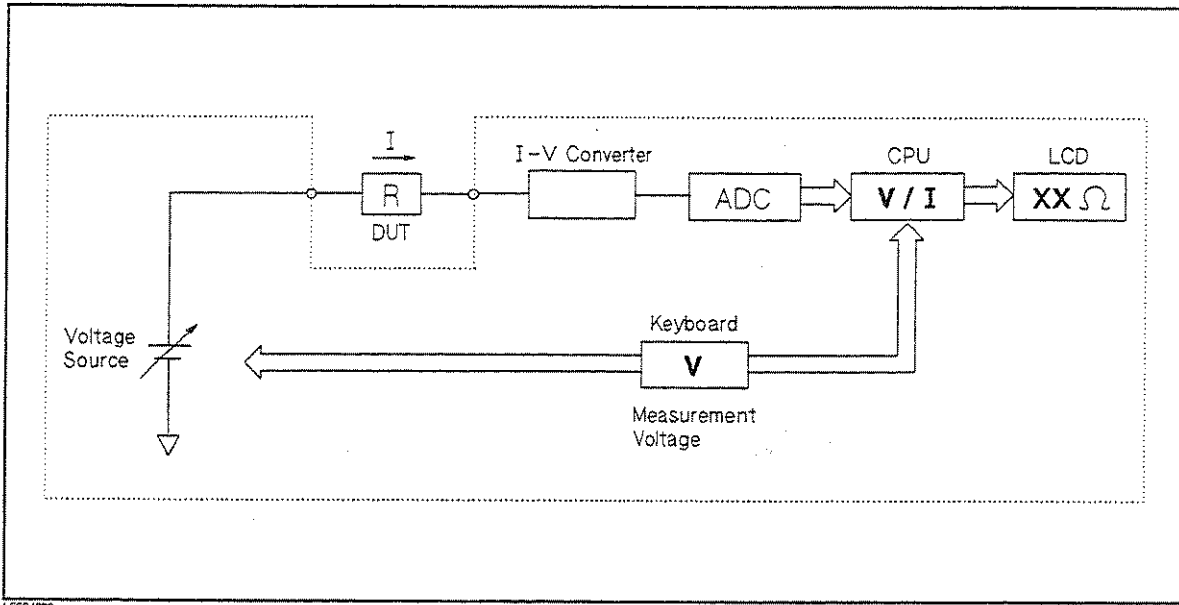 I
I-V Converter
CPU
LCD
R
ADC
V / I
XX Ω
DUT
Voltage
Source
Keyboard
V
Measurement
Voltage